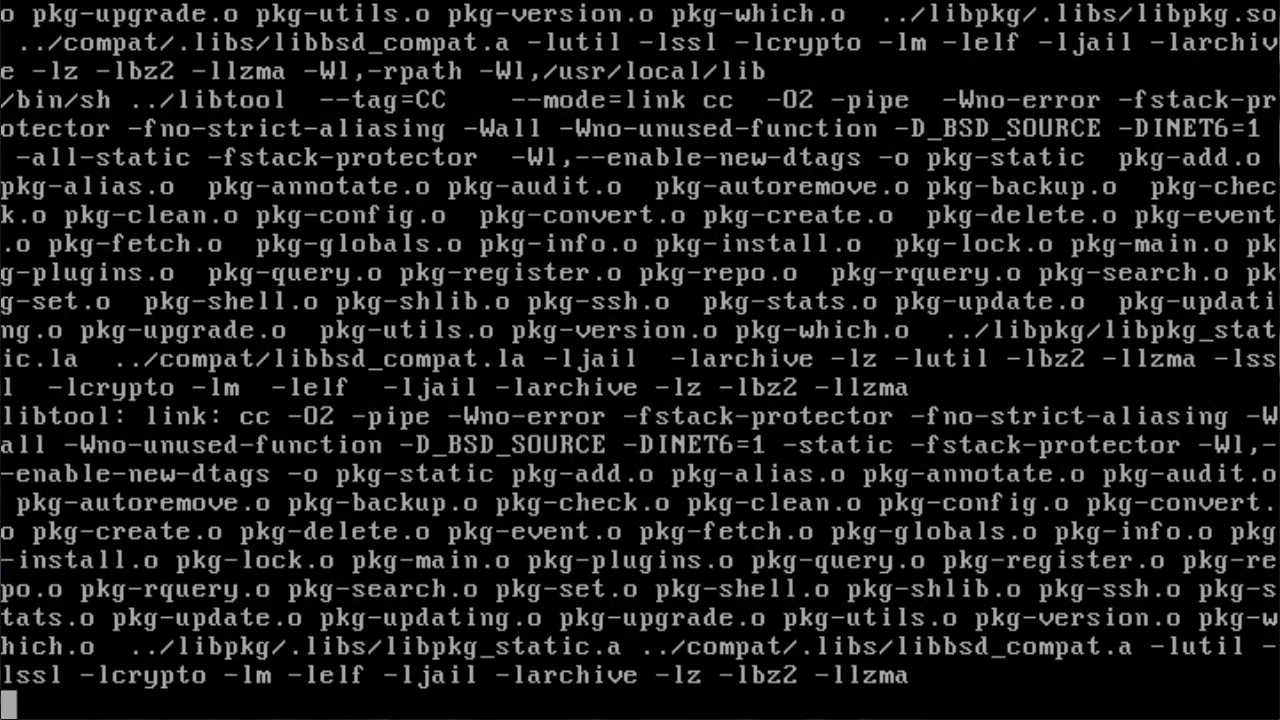 o pkg-upgrade.o pkg-utils.o pkg-version.o pkg-which.o  ../libpkg/.libs/libpkg.so
 ../compat/.libs/libbsd_compat.a -lutil -lssl -lcrypto -lm -lelf -ljail -larchiv
e -lz -lbz2 -llzma -Wl,-rpath -Wl,/usr/local/lib
/bin/sh ../libtool  --tag=CC    --mode=link cc  -O2 -pipe  -Wno-error -fstack-pr
otector -fno-strict-aliasing -Wall -Wno-unused-function -D_BSD_SOURCE -DINET6=1
 -all-static -fstack-protector  -Wl,--enable-new-dtags -o pkg-static  pkg-add.o
pkg-alias.o  pkg-annotate.o pkg-audit.o  pkg-autoremove.o pkg-backup.o  pkg-chec
k.o pkg-clean.o pkg-config.o  pkg-convert.o pkg-create.o  pkg-delete.o pkg-event
.o pkg-fetch.o  pkg-globals.o pkg-info.o pkg-install.o  pkg-lock.o pkg-main.o pk
g-plugins.o  pkg-query.o pkg-register.o pkg-repo.o  pkg-rquery.o pkg-search.o pk
g-set.o  pkg-shell.o pkg-shlib.o pkg-ssh.o  pkg-stats.o pkg-update.o  pkg-updati
ng.o pkg-upgrade.o  pkg-utils.o pkg-version.o pkg-which.o  ../libpkg/libpkg_stat
ic.la  ../compat/libbsd_compat.la -ljail  -larchive -lz -lutil -lbz2 -llzma -lss
l  -lcrypto -lm  -lelf  -ljail -larchive -lz -lbz2 -llzma
libtool: link: cc -O2 -pipe -Wno-error -fstack-protector -fno-strict-aliasing -W
all -Wno-unused-function -D_BSD_SOURCE -DINET6=1 -static -fstack-protector -Wl,-
-enable-new-dtags -o pkg-static pkg-add.o pkg-alias.o pkg-annotate.o pkg-audit.o
 pkg-autoremove.o pkg-backup.o pkg-check.o pkg-clean.o pkg-config.o pkg-convert.
o pkg-create.o pkg-delete.o pkg-event.o pkg-fetch.o pkg-globals.o pkg-info.o pkg
-install.o pkg-lock.o pkg-main.o pkg-plugins.o pkg-query.o pkg-register.o pkg-re
po.o pkg-rquery.o pkg-search.o pkg-set.o pkg-shell.o pkg-shlib.o pkg-ssh.o pkg-s
tats.o pkg-update.o pkg-updating.o pkg-upgrade.o pkg-utils.o pkg-version.o pkg-w
hich.o  ../libpkg/.libs/libpkg_static.a ../compat/.libs/libbsd_compat.a -lutil -
lssl -lcrypto -lm -lelf -ljail -larchive -lz -lbz2 -llzma